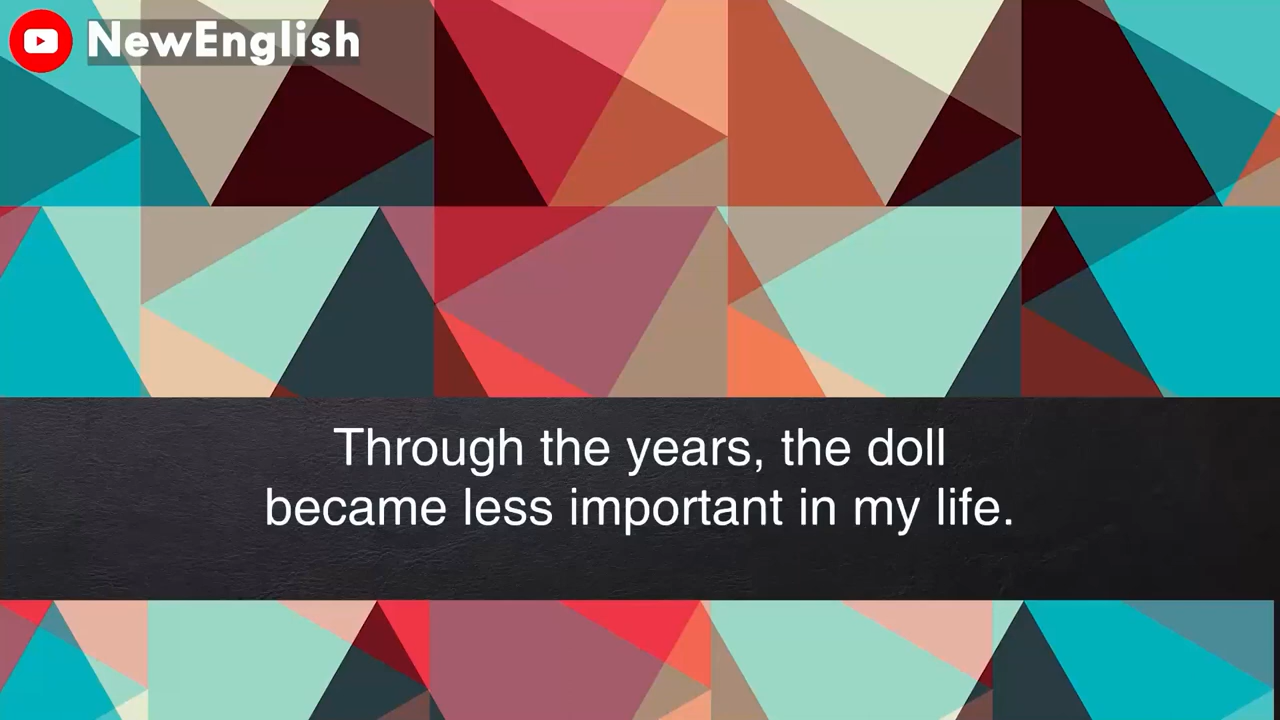 NewEnglish
Through the years, the doll
became less important in my life.